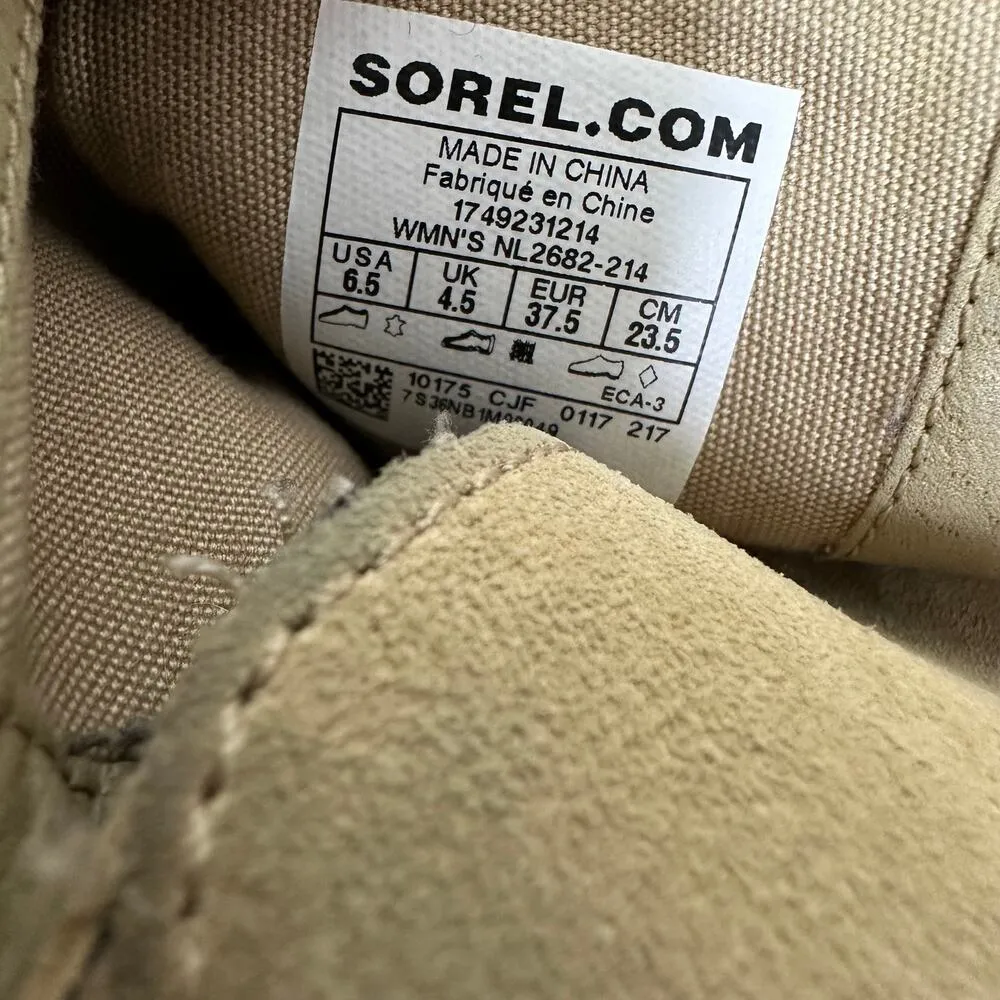 SOREL.COM
MADE IN CHINA
Fabriqué en Chine
1749231214
WMN'S NL2682-214
USA UK EUR CM
6.5 4.5 37.5 23.5
ECA-3
10175 CJF 0117 217